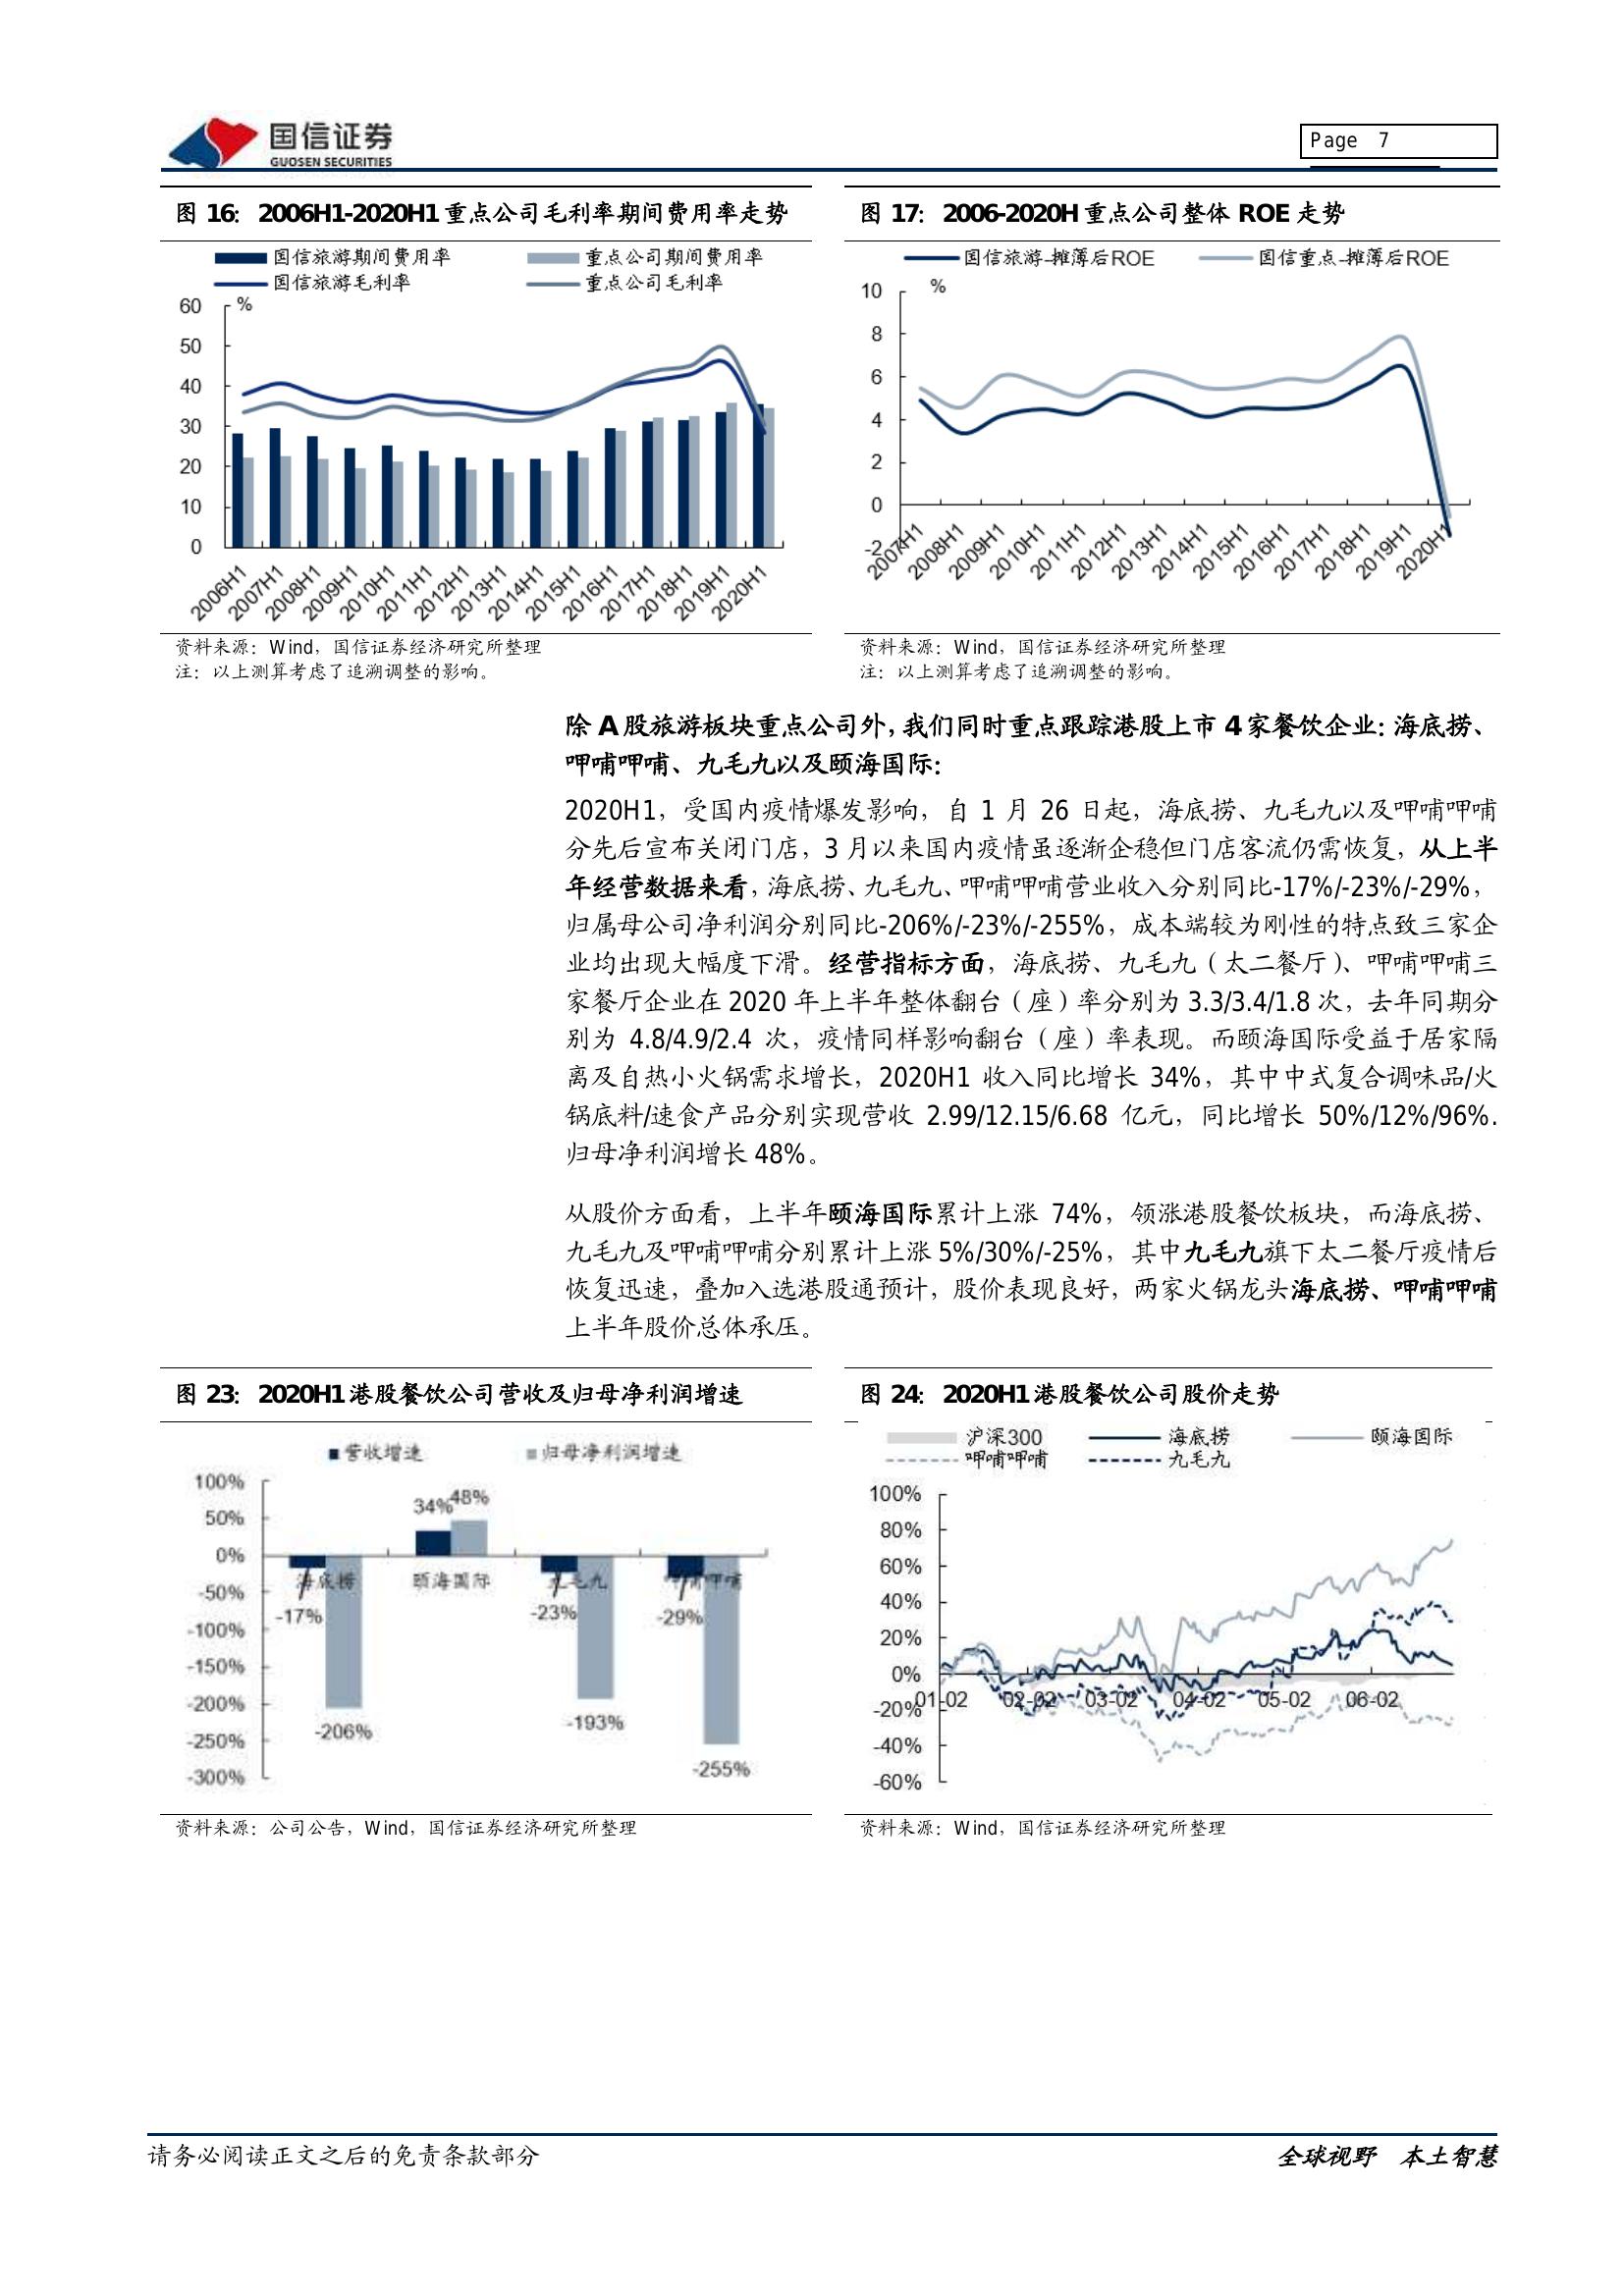 国信证券
GUOSEN SECURITIES
Page 7
图 16： 2006H1-2020H1 重点公司毛利率期间费用率走势
国信旅游期间费用率 重点公司期间费用率
国信旅游毛利率 重点公司毛利率
%
60
50
40
30
20
10
0
2006H1 2007H1 2008H1 2009H1 2010H1 2011H1 2012H1 2013H1 2014H1 2015H1 2016H1 2017H1 2018H1 2019H1 2020H1
资料来源：Wind，国信证券经济研究所整理
注：以上测算考虑了追溯调整的影响。
图 17： 2006-2020H 重点公司整体 ROE 走势
国信旅游-摊薄后ROE 国信重点-摊薄后ROE
%
10
8
6
4
2
0
-2
2007H1 2008H1 2009H1 2010H1 2011H1 2012H1 2013H1 2014H1 2015H1 2016H1 2017H1 2018H1 2019H1 2020H1
资料来源：Wind，国信证券经济研究所整理
注：以上测算考虑了追溯调整的影响。
除 A 股旅游板块重点公司外，我们同时重点跟踪港股上市 4 家餐饮企业：海底捞、
呷哺呷哺、九毛九以及颐海国际：
2020H1，受国内疫情爆发影响，自 1 月 26 日起，海底捞、九毛九以及呷哺呷哺
分先后宣布关闭门店，3 月以来国内疫情虽逐渐企稳但门店客流仍需恢复，从上半
年经营数据来看，海底捞、九毛九、呷哺呷哺营业收入分别同比-17%/-23%/-29%，
归属母公司净利润分别同比-206%/-23%/-255%，成本端较为刚性的特点致三家企
业均出现大幅度下滑。经营指标方面，海底捞、九毛九（太二餐厅）、呷哺呷哺三
家餐厅企业在 2020 年上半年整体翻台（座）率分别为 3.3/3.4/1.8 次，去年同期分
别为 4.8/4.9/2.4 次，疫情同样影响翻台（座）率表现。而颐海国际受益于居家隔
离及自热小火锅需求增长，2020H1 收入同比增长 34%，其中中式复合调味品/火
锅底料/速食产品分别实现营收 2.99/12.15/6.68 亿元，同比增长 50%/12%/96%.
归母净利润增长 48%。
从股价方面看，上半年颐海国际累计上涨 74%，领涨港股餐饮板块，而海底捞、
九毛九及呷哺呷哺分别累计上涨 5%/30%/-25%，其中九毛九旗下太二餐厅疫情后
恢复迅速，叠加入选港股通预计，股价表现良好，两家火锅龙头海底捞、呷哺呷哺
上半年股价总体承压。
图 23： 2020H1 港股餐饮公司营收及归母净利润增速
营收增速 归母净利润增速
100%
50%
0%
-50%
-100%
-150%
-200%
-250%
-300%
34% 48%
海底捞 颐海国际 九毛九 呷哺呷哺
-17% -23% -29%
-206% -193%
-255%
资料来源：公司公告，Wind，国信证券经济研究所整理
图 24： 2020H1 港股餐饮公司股价走势
沪深300 海底捞 颐海国际
呷哺呷哺 九毛九
100%
80%
60%
40%
20%
0%
-20%
-40%
-60%
01-02 02-02 03-02 04-02 05-02 06-02
资料来源：Wind，国信证券经济研究所整理
请务必阅读正文之后的免责条款部分
全球视野 本土智慧